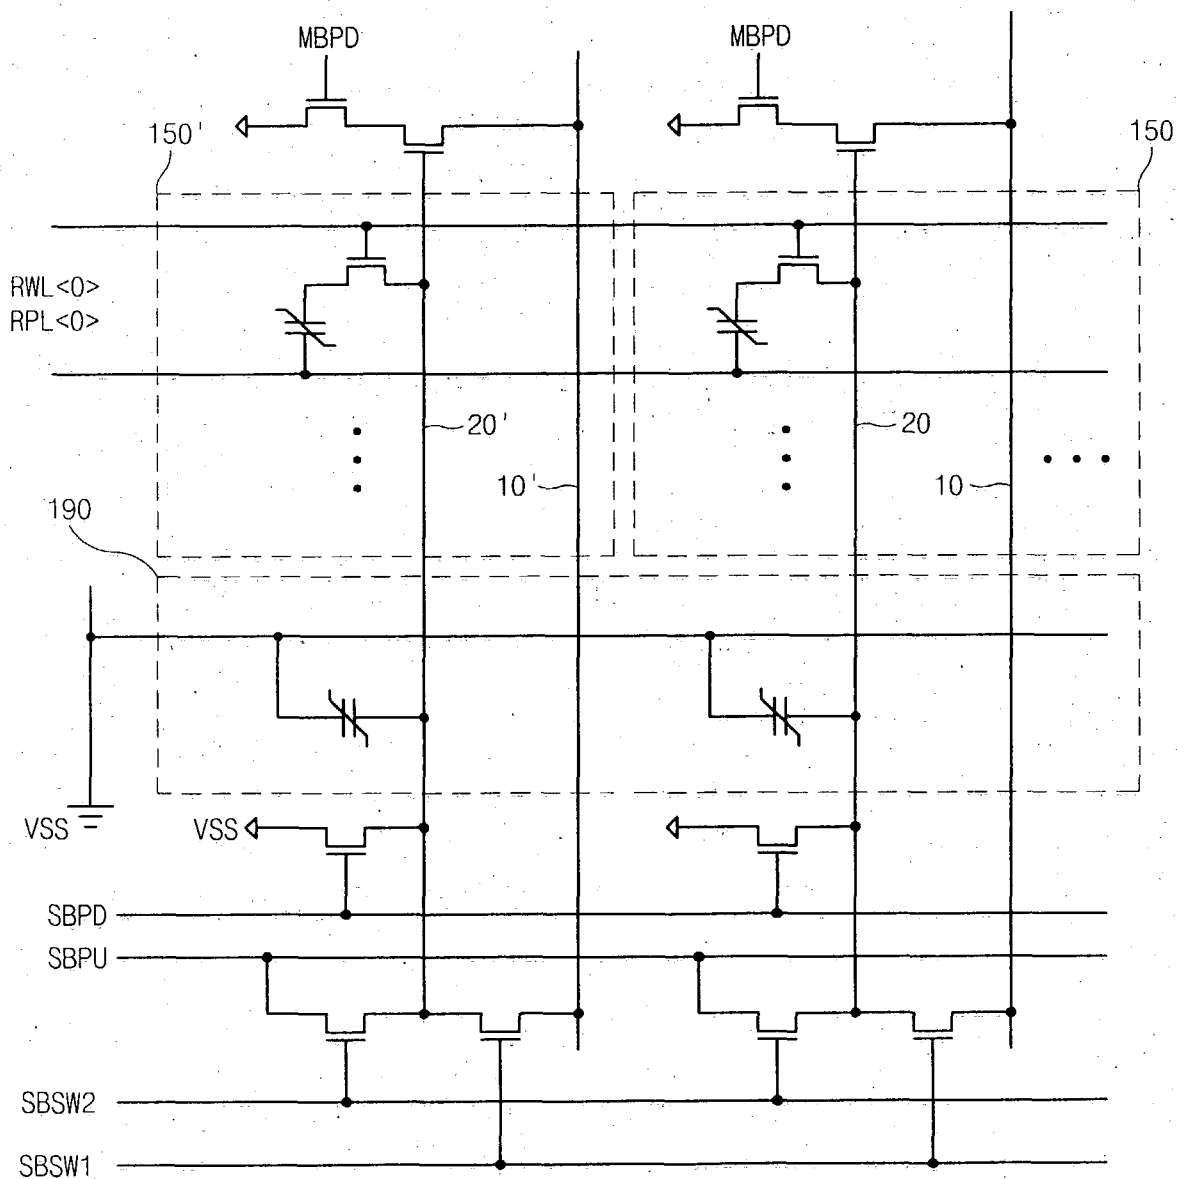 MBPD
MBPD
150'
150
RWL<0>
RPL<0>
20'
20
10'
10
190
VSS
VSS
SBPD
SBPU
SBSW2
SBSW1